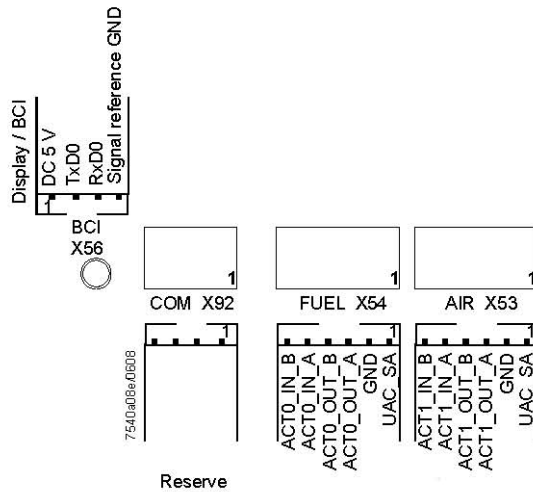 Display / BCI
DC 5 V
TxD0
RxD0
Signal reference GND
1
BCI
X56
1
COM X92
1
FUEL X54
1
AIR X53
1
1
1
7540a08e/0608
ACT0_IN_B
ACT0_IN_A
ACT0_OUT_B
ACT0_OUT_A
GND
UAC_SA
ACT1_IN_B
ACT1_IN_A
ACT1_OUT_B
ACT1_OUT_A
GND
UAC_SA
Reserve